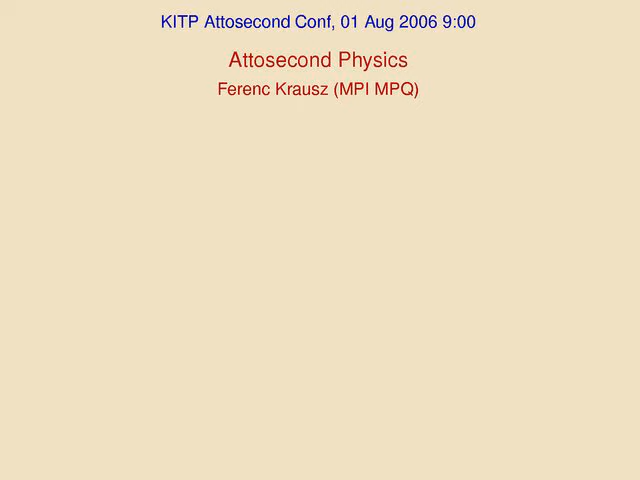 KITP Attosecond Conf, 01 Aug 2006 9:00
Attosecond Physics
Ferenc Krausz (MPI MPQ)